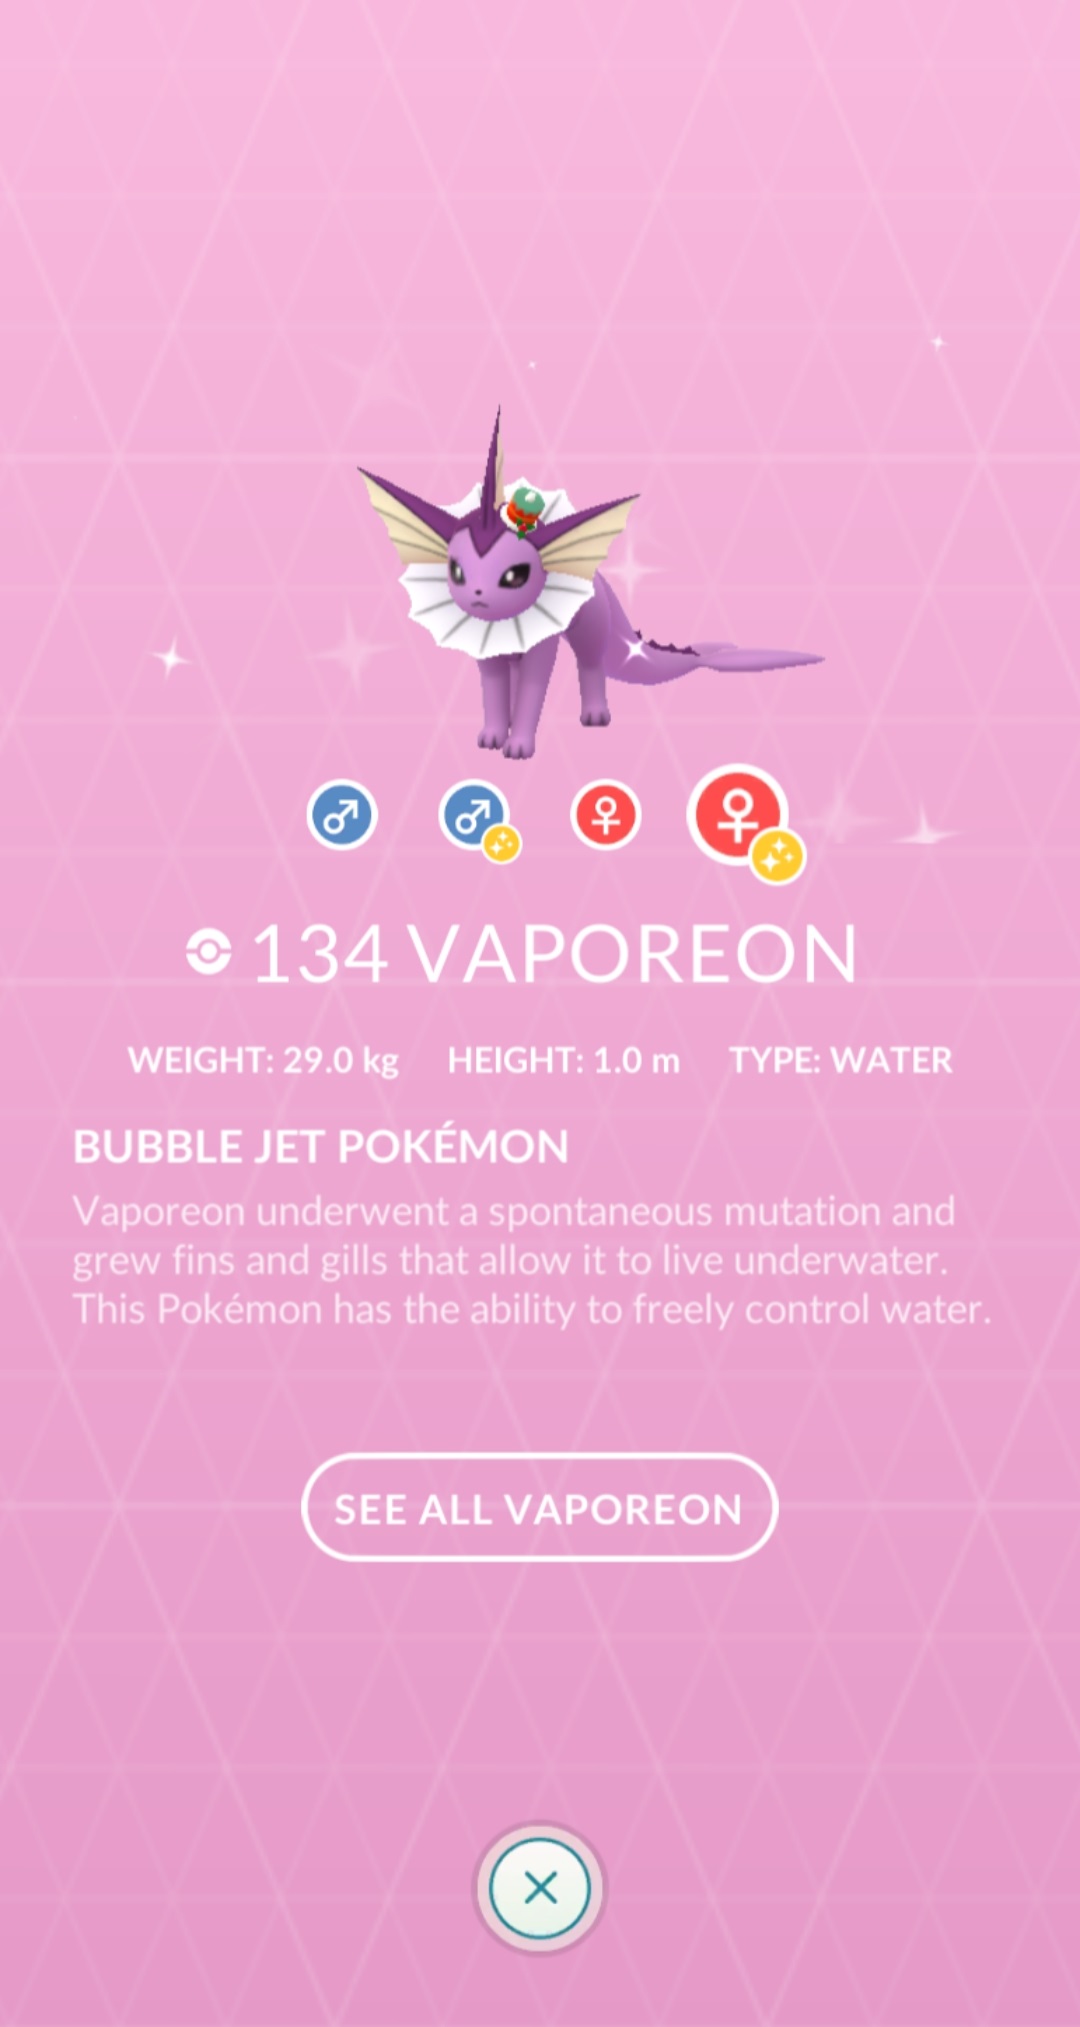 134 VAPOREON
WEIGHT: 29.0 kg HEIGHT: 1.0 m TYPE: WATER
BUBBLE JET POKÉMON
Vaporeon underwent a spontaneous mutation and
grew fins and gills that allow it to live underwater.
This Pokémon has the ability to freely control water.
SEE ALL VAPOREON